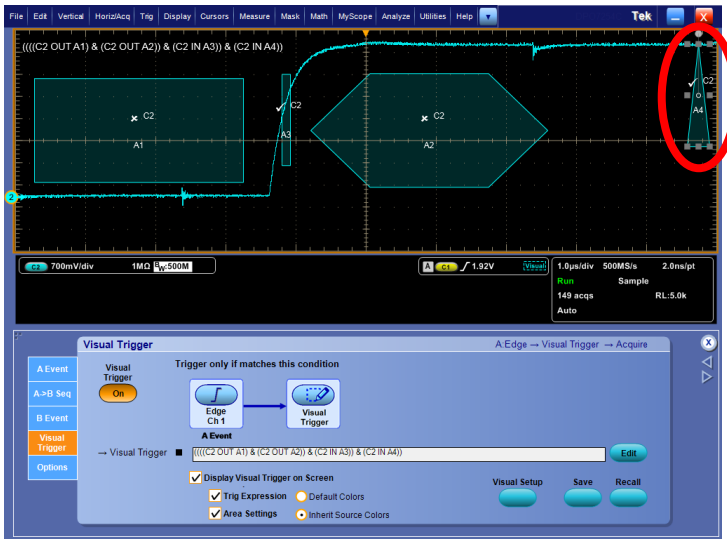 File Edit Vertical Horiz/Acq Trig Display Cursors Measure Mask Math MyScope Analyze Utilities Help Tek X
((((C2 OUT A1) & (C2 OUT A2)) & (C2 IN A3)) & (C2 IN A4))
C2
A1
C2
A3
C2
A2
C2
A4
2
C2 700mV/div 1MΩ BW:500M
A C1 1.92V Visual
1.0µs/div 500MS/s 2.0ns/pt
Run Sample
149 acqs RL:5.0k
Auto
Visual Trigger A:Edge → Visual Trigger → Acquire X
A Event
A->B Seq
B Event
Visual
Trigger
Options
Visual
Trigger
On
Trigger only if matches this condition
Edge
Ch 1
Visual
Trigger
A Event
→ Visual Trigger ((((C2 OUT A1) & (C2 OUT A2)) & (C2 IN A3)) & (C2 IN A4)) Edit
Display Visual Trigger on Screen
Trig Expression Default Colors
Area Settings Inherit Source Colors
Visual Setup Save Recall